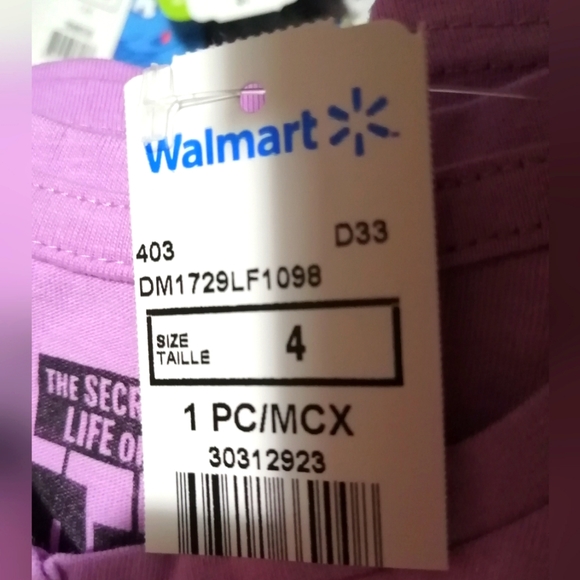 Walmart
403 D33
DM1729LF1098
SIZE
TAILLE
4
1 PC/MCX
30312923
THE SECR
LIFE O